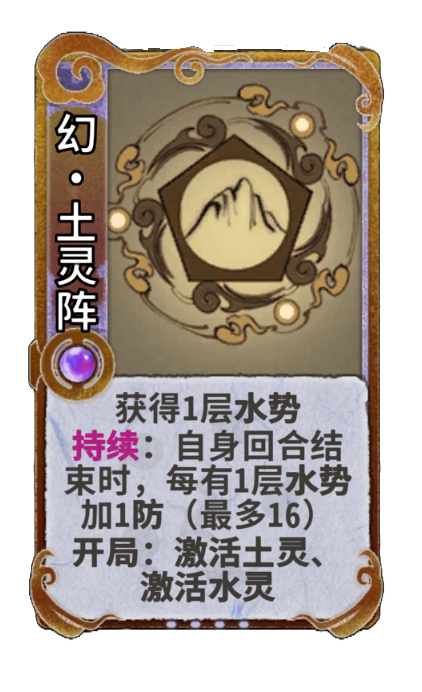 幻·土灵阵
获得1层水势
持续：自身回合结
束时，每有1层水势
加1防（最多16）
开局：激活土灵、
激活水灵